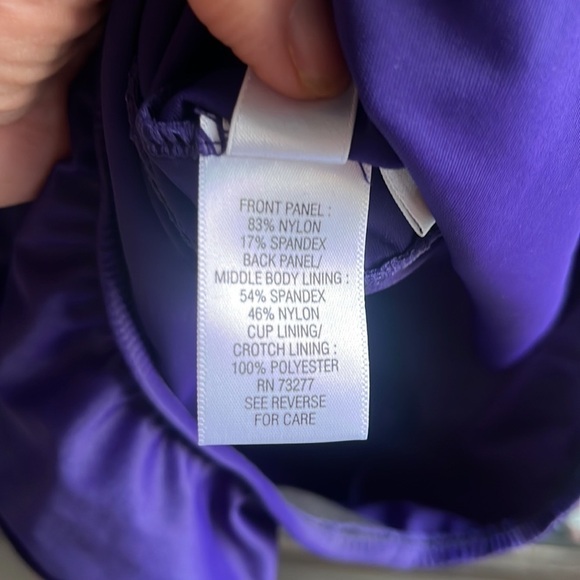 FRONT PANEL :
83% NYLON
17% SPANDEX
BACK PANEL/
MIDDLE BODY LINING :
54% SPANDEX
46% NYLON
CUP LINING/
CROTCH LINING :
100% POLYESTER
RN 73277
SEE REVERSE
FOR CARE